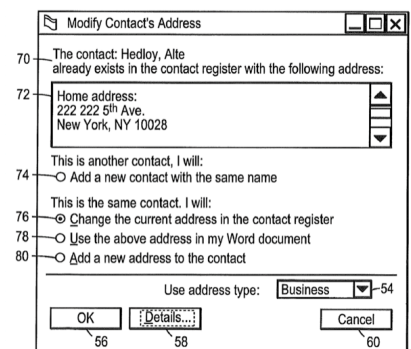 Modify Contact's Address
70 The contact: Hedloy, Alte
already exists in the contact register with the following address:
72 Home address:
222 222 5th Ave.
New York, NY 10028
This is another contact, I will:
74 Add a new contact with the same name
This is the same contact. I will:
76 Change the current address in the contact register
78 Use the above address in my Word document
80 Add a new address to the contact
Use address type: Business 54
OK Details... Cancel
56 58 60